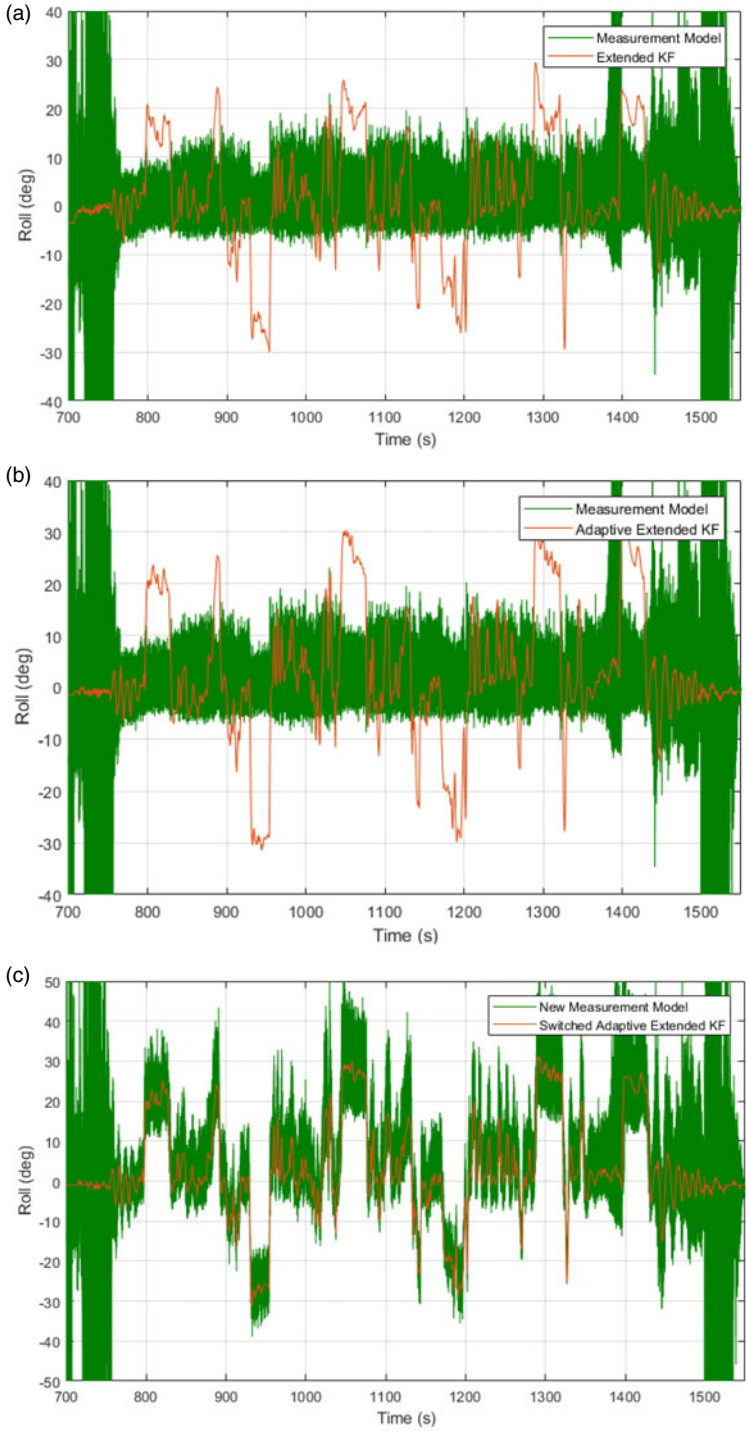 (a)
40
Measurement Model
Extended KF
30
20
10
0
-10
-20
-30
-40
Roll (deg)
700 800 900 1000 1100 1200 1300 1400 1500
Time (s)
(b)
40
Measurement Model
Adaptive Extended KF
30
20
10
0
-10
-20
-30
-40
Roll (deg)
700 800 900 1000 1100 1200 1300 1400 1500
Time (s)
(c)
50
New Measurement Model
Switched Adaptive Extended KF
40
30
20
10
0
-10
-20
-30
-40
-50
Roll (deg)
700 800 900 1000 1100 1200 1300 1400 1500
Time (s)